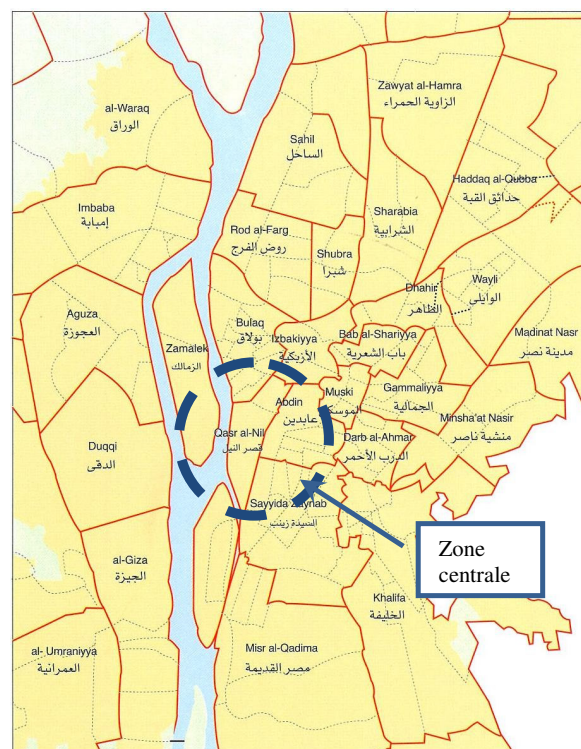 Zawyat al-Hamra
الزاوية الحمراء
al-Waraq
الوراق
Sahil
الساحل
Haddaq al-Qubba
حدائق القبة
Imbaba
إمبابة
Sharabia
الشرابية
Rod al-Farg
روض الفرج
Shubra
شبرا
Dhahir
الظاهر
Wayli
الوايلى
Aguza
العجوزة
Bulaq
بولاق
Izbakiyya
الأزبكية
Bab al-Shariyya
باب الشعرية
Madinat Nasr
مدينة نصر
Zamalek
الزمالك
Abdin
عابدين
Muski
الموسكى
Gammaliyya
الجمالية
Minsha'at Nasir
منشية ناصر
Duqqi
الدقى
Qasr al-Nil
قصر النيل
Darb al-Ahmar
الدرب الأحمر
Sayyida Zaynab
السيدة زينب
al-Giza
الجيزة
Zone
centrale
Khalifa
الخليفة
al- Umraniyya
العمرانية
Misr al-Qadima
مصر القديمة